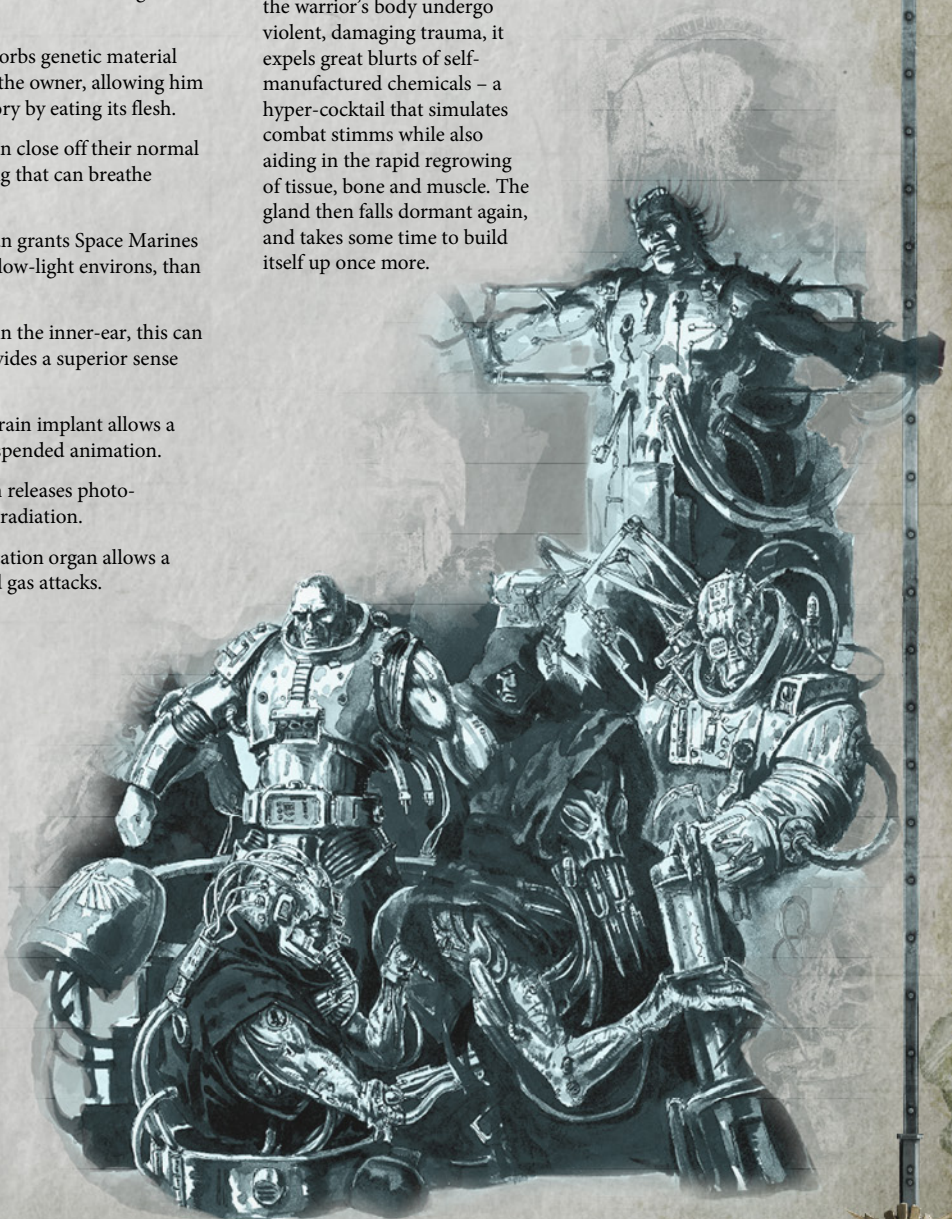 orbs genetic material
the owner, allowing him
ory by eating its flesh.
n close off their normal
g that can breathe
n grants Space Marines
low-light environs, than
n the inner-ear, this can
vides a superior sense
rain implant allows a
spended animation.
n releases photo-
radiation.
ation organ allows a
l gas attacks.
the warrior’s body undergo
violent, damaging trauma, it
expels great blurts of self-
manufactured chemicals – a
hyper-cocktail that simulates
combat stimms while also
aiding in the rapid regrowing
of tissue, bone and muscle. The
gland then falls dormant again,
and takes some time to build
itself up once more.